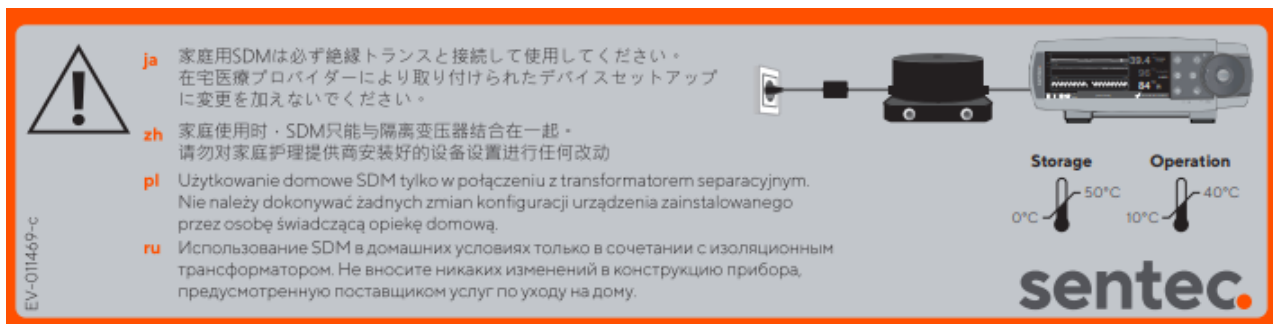 ja 家庭用SDMは必ず絶縁トランスと接続して使用してください。
在宅医療プロバイダーにより取り付けられたデバイスセットアップ
に変更を加えないでください。
zh 家庭使用时，SDM只能与隔离变压器结合在一起。
请勿对家庭护理提供商安装好的设备设置进行任何改动
pl Użytkowanie domowe SDM tylko w połączeniu z transformatorem separacyjnym.
Nie należy dokonywać żadnych zmian konfiguracji urządzenia zainstalowanego
przez osobę świadczącą opiekę domową.
ru Использование SDM в домашних условиях только в сочетании с изоляционным
трансформатором. Не вносите никаких изменений в конструкцию прибора,
предусмотренную поставщиком услуг по уходу на дому.
EV-011469-c
39.4
96
84
Storage
50°C
0°C
Operation
40°C
10°C
sentec.